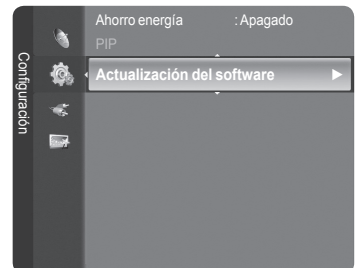 Configuración
Ahorro energía : Apagado
PIP
Actualización del software